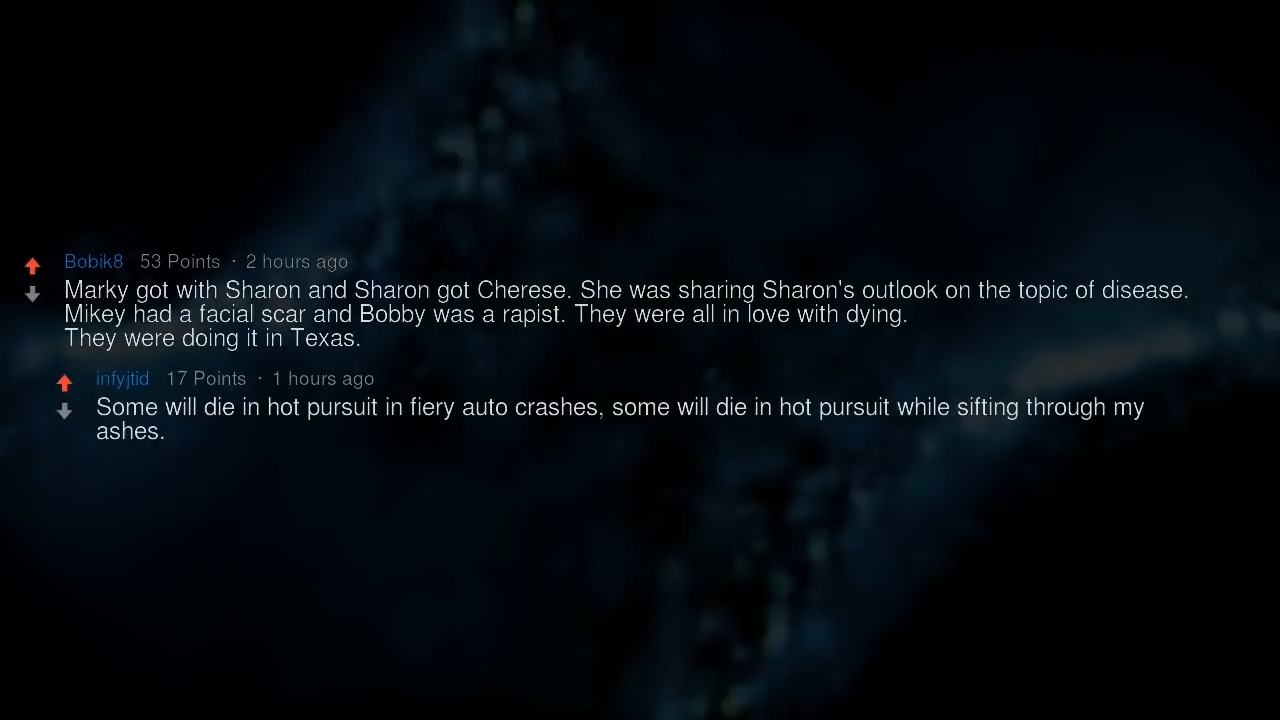 Bobik8 53 Points · 2 hours ago
Marky got with Sharon and Sharon got Cherese. She was sharing Sharon's outlook on the topic of disease.
Mikey had a facial scar and Bobby was a rapist. They were all in love with dying.
They were doing it in Texas.
infyjtid 17 Points · 1 hours ago
Some will die in hot pursuit in fiery auto crashes, some will die in hot pursuit while sifting through my
ashes.